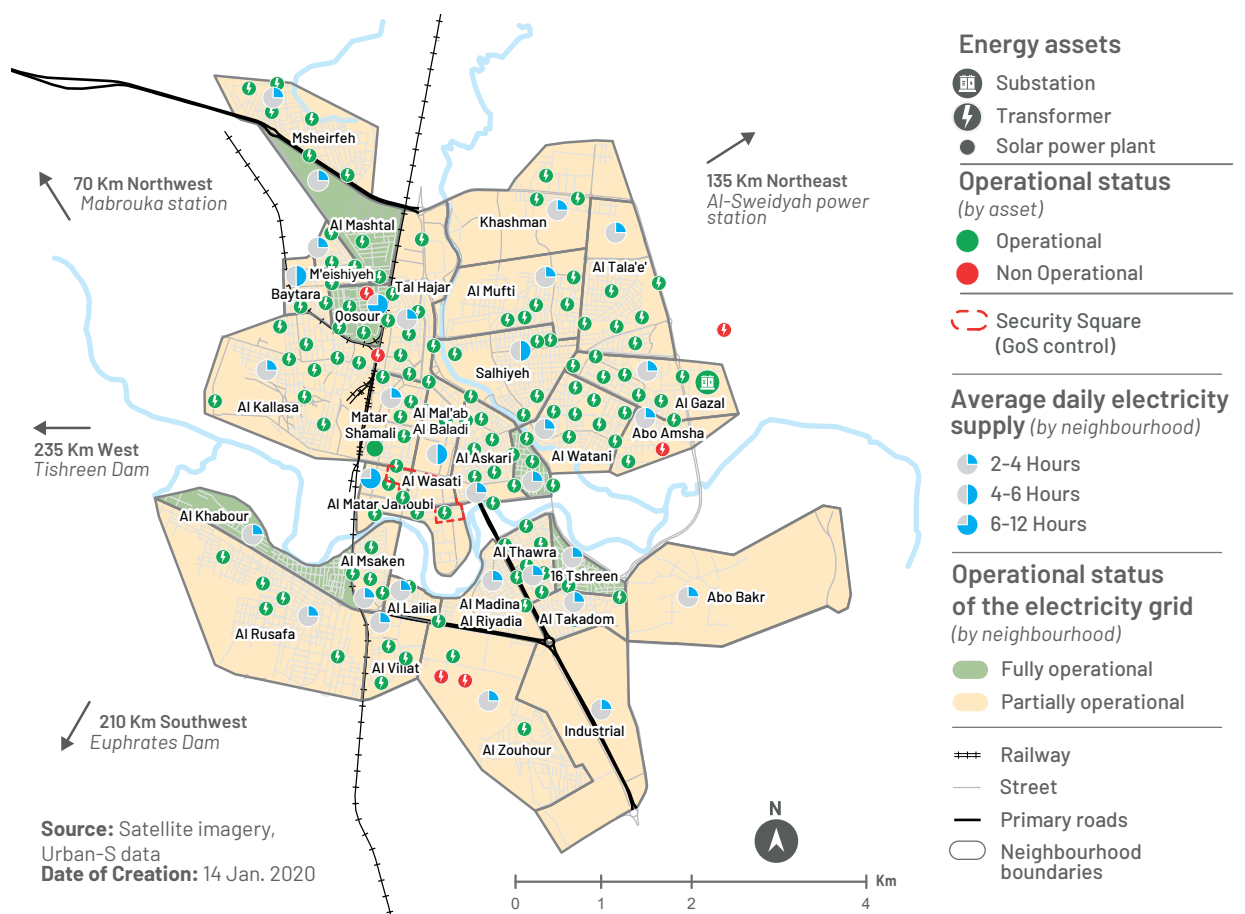 Msheirfeh
70 Km Northwest
Mabrouka station
135 Km Northeast
Al-Sweidyah power
station
Khashman
Al Mashtal
Al Tala'e'
M'eishiyeh
Baytara
Tal Hajar
Al Mufti
Qosour
Salhiyeh
Al Kallasa
Matar
Shamali
Al Mal'ab
Al Baladi
Al Gazal
Abo Amsha
235 Km West
Tishreen Dam
Al Askari
Al Watani
Al Wasati
Al Matar Janoubi
Al Khabour
Al Msaken
Al Thawra
16 Tshreen
Abo Bakr
Al Lailia
Al Madina
Al Riyadia
Al Takadom
Al Rusafa
Al Villat
210 Km Southwest
Euphrates Dam
Industrial
Al Zouhour
Source: Satellite imagery,
Urban-S data
Date of Creation: 14 Jan. 2020
N
Km
0 1 2 4
Energy assets
Substation
Transformer
Solar power plant
Operational status
(by asset)
Operational
Non Operational
Security Square
(GoS control)
Average daily electricity
supply (by neighbourhood)
2-4 Hours
4-6 Hours
6-12 Hours
Operational status
of the electricity grid
(by neighbourhood)
Fully operational
Partially operational
Railway
Street
Primary roads
Neighbourhood
boundaries